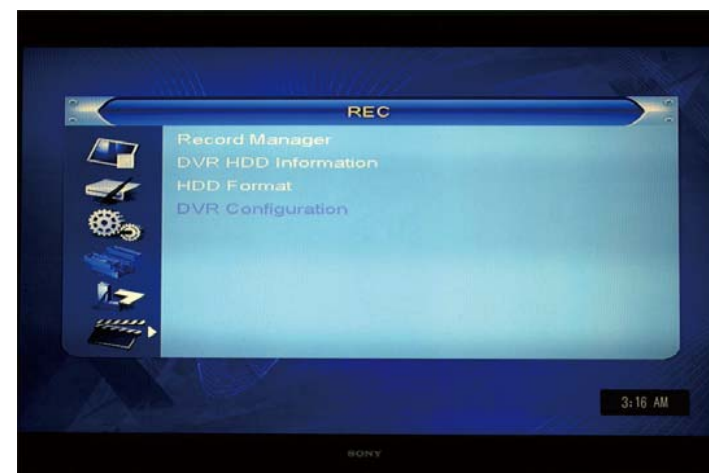 REC
Record Manager
DVR HDD Information
HDD Format
DVR Configuration
3:16 AM
SONY